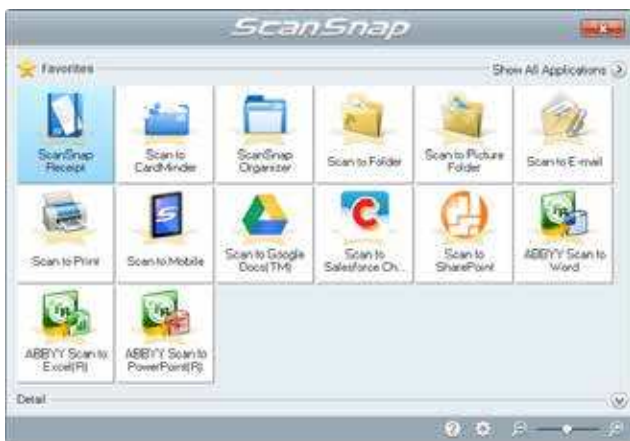 ScanSnap
Favorites
Show All Applications
ScanSnap
Receipt
Scan to
CardMinder
ScanSnap
Organizer
Scan to Folder
Scan to Picture
Folder
Scan to E-mail
Scan to Print
Scan to Mobile
Scan to Google
Docs(TM)
Scan to
Salesforce Ch...
Scan to
SharePoint
ABBYY Scan to
Word
ABBYY Scan to
Excel(R)
ABBYY Scan to
PowerPoint(R)
Detail